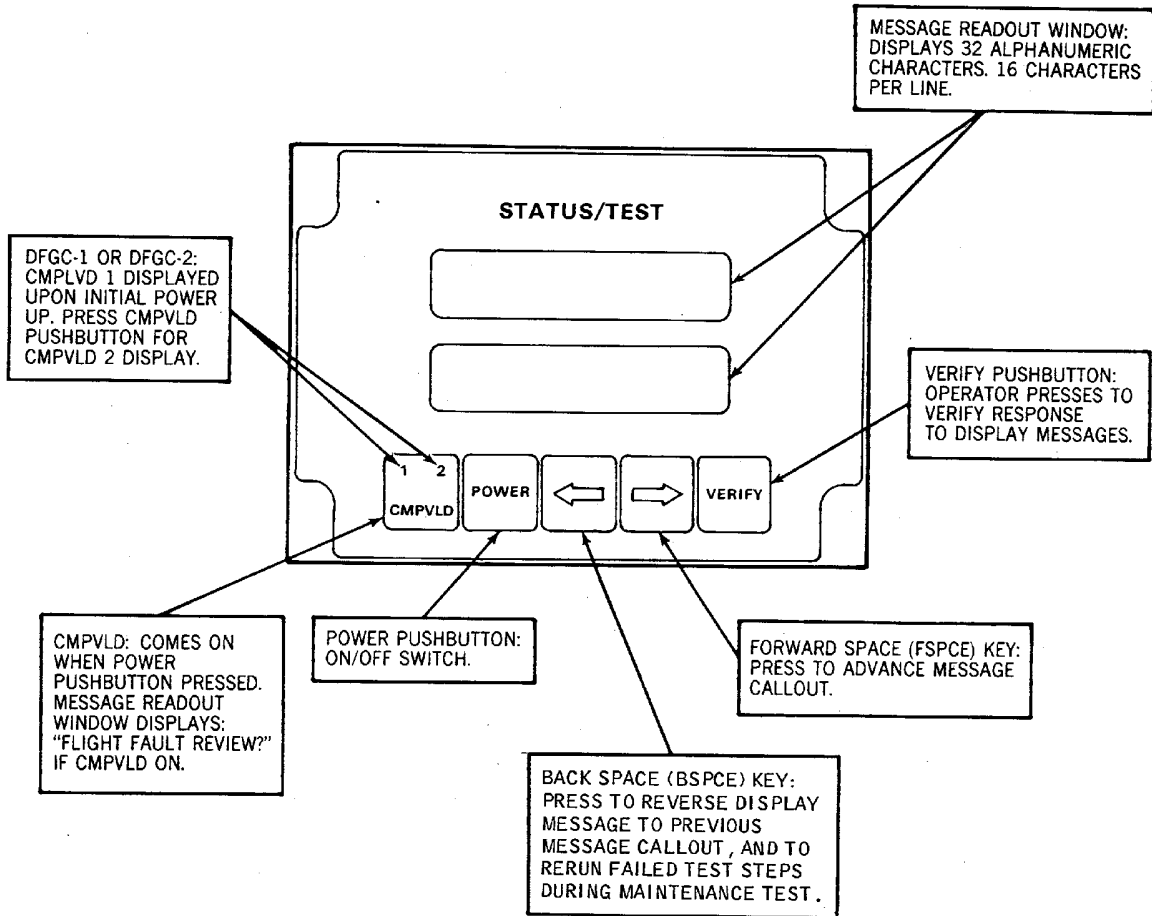 MESSAGE READOUT WINDOW:
DISPLAYS 32 ALPHANUMERIC
CHARACTERS. 16 CHARACTERS
PER LINE.
STATUS/TEST
DFGC-1 OR DFGC-2:
CMPLVD 1 DISPLAYED
UPON INITIAL POWER
UP. PRESS CMPVLD
PUSHBUTTON FOR
CMPVLD 2 DISPLAY.
VERIFY PUSHBUTTON:
OPERATOR PRESSES TO
VERIFY RESPONSE
TO DISPLAY MESSAGES.
1 2
CMPVLD
POWER
VERIFY
CMPVLD: COMES ON
WHEN POWER
PUSHBUTTON PRESSED.
MESSAGE READOUT
WINDOW DISPLAYS:
"FLIGHT FAULT REVIEW?"
IF CMPVLD ON.
POWER PUSHBUTTON:
ON/OFF SWITCH.
FORWARD SPACE (FSPCE) KEY:
PRESS TO ADVANCE MESSAGE
CALLOUT.
BACK SPACE (BSPCE) KEY:
PRESS TO REVERSE DISPLAY
MESSAGE TO PREVIOUS
MESSAGE CALLOUT, AND TO
RERUN FAILED TEST STEPS
DURING MAINTENANCE TEST.